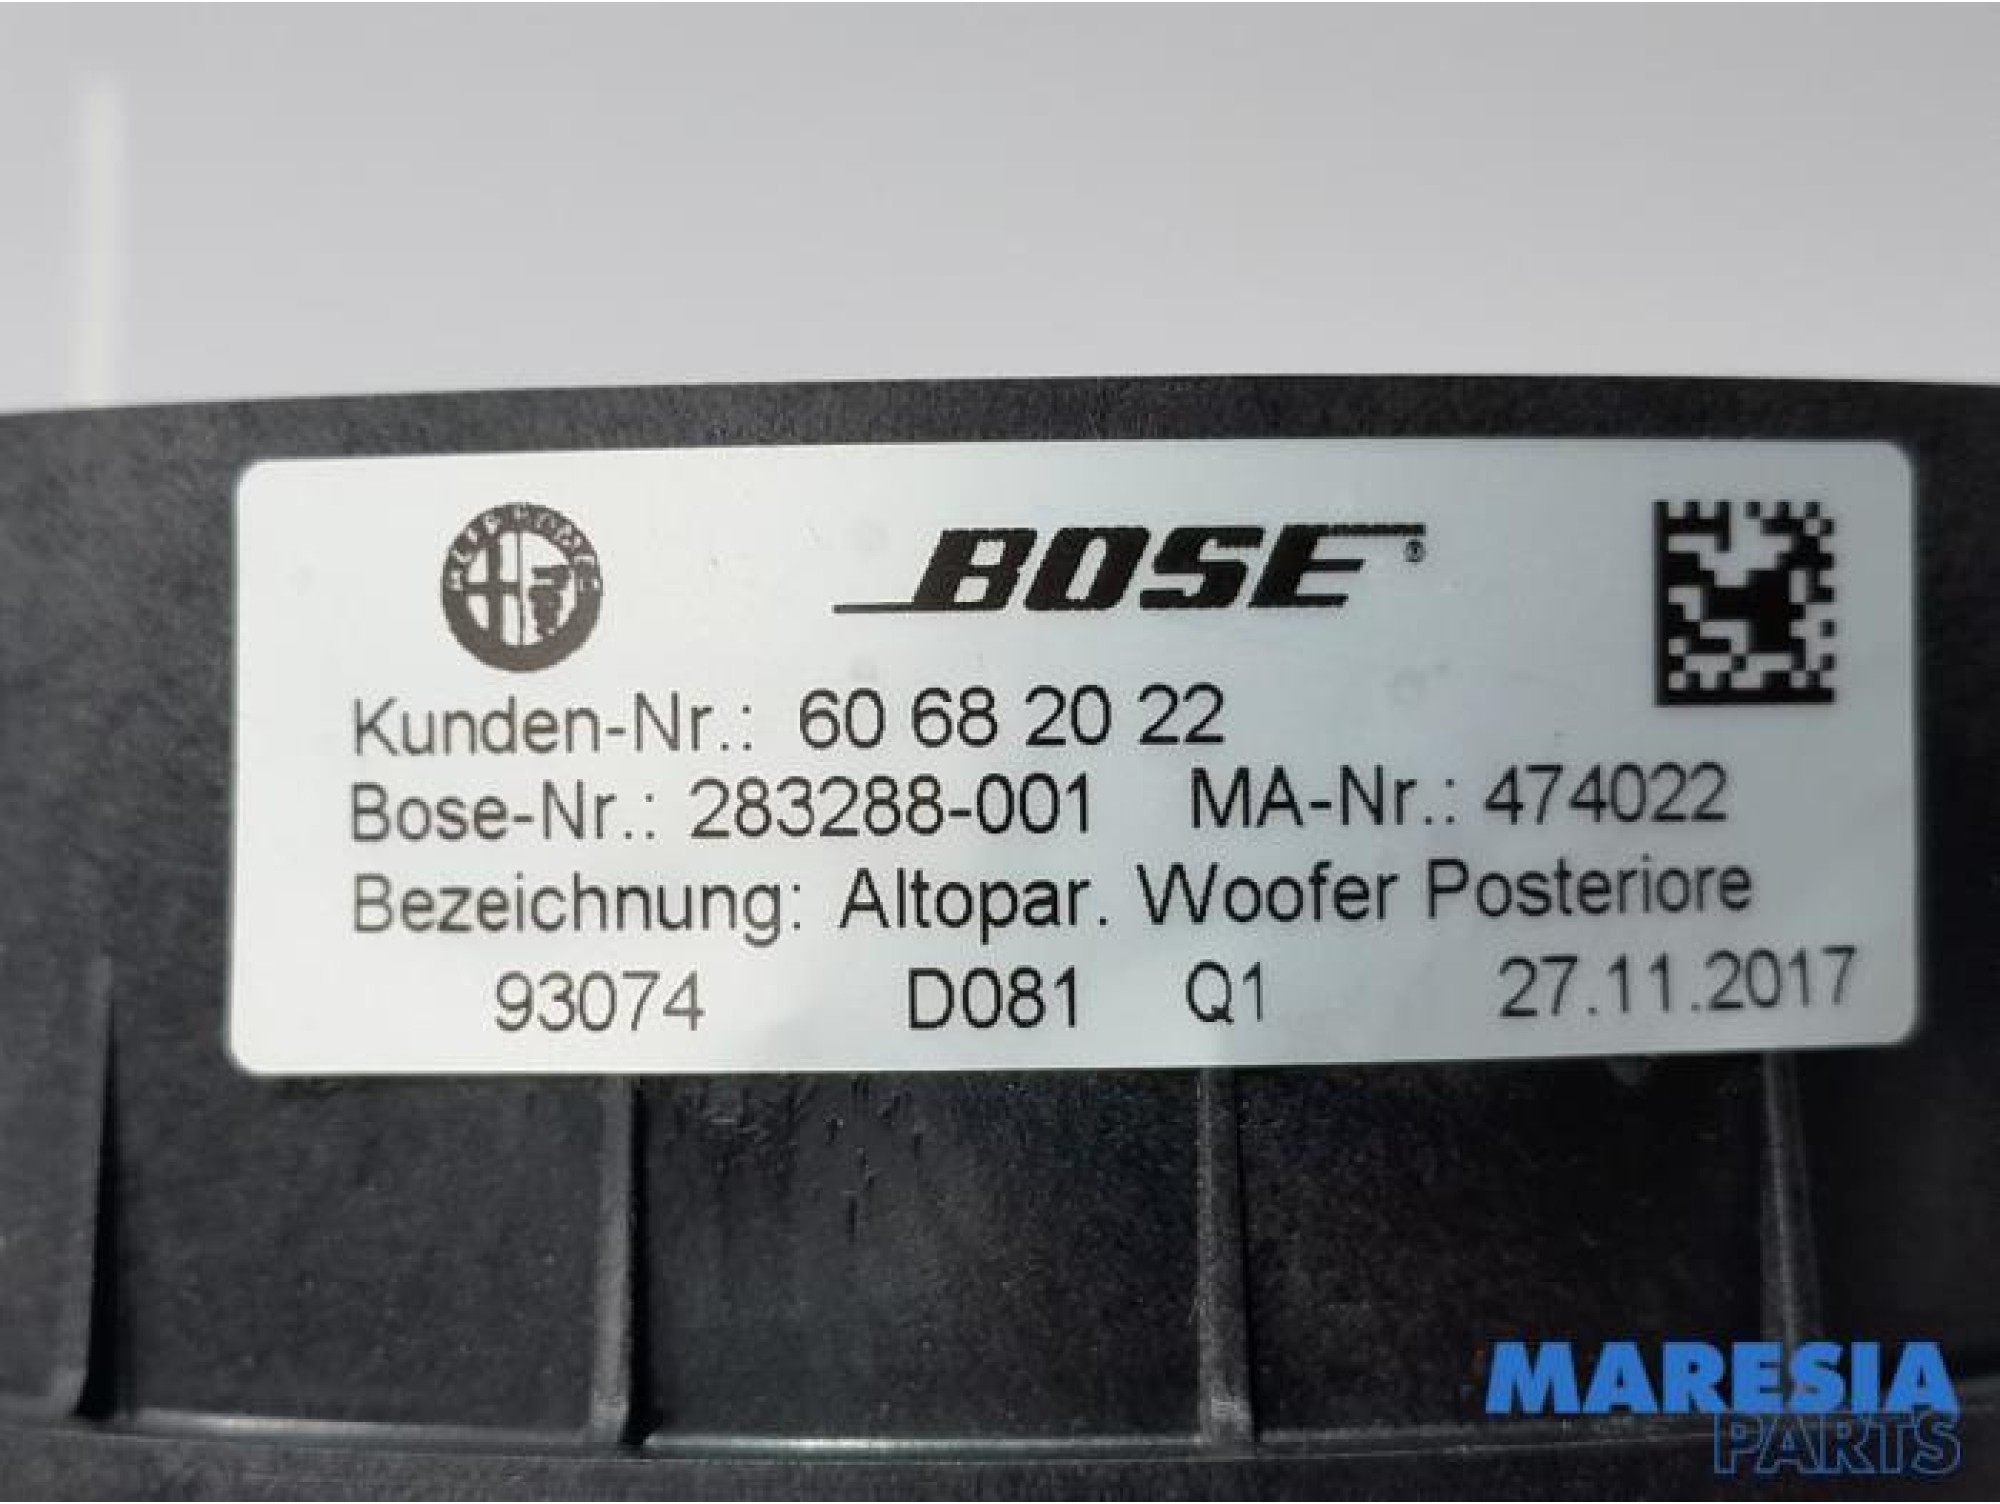 BOSE®
Kunden-Nr.: 60 68 20 22
Bose-Nr.: 283288-001 MA-Nr.: 474022
Bezeichnung: Altopar. Woofer Posteriore
93074 D081 Q1 27.11.2017
MARESIA
PARTS